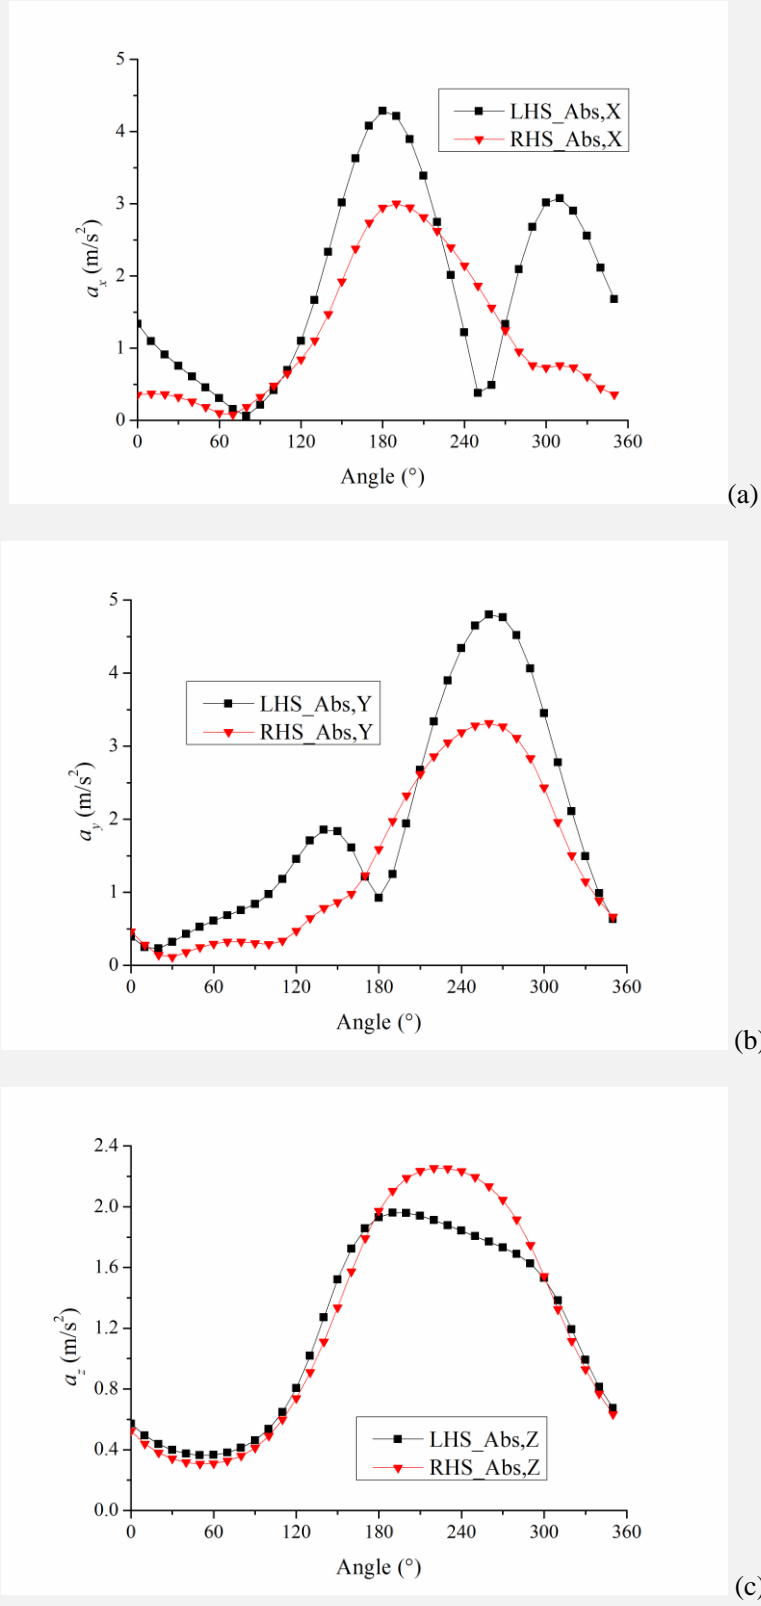 5
4
3
2
1
0
a_x (m/s²)
LHS_Abs,X
RHS_Abs,X
0 60 120 180 240 300 360
Angle (°)
(a)
5
4
3
2
1
0
a_y (m/s²)
LHS_Abs,Y
RHS_Abs,Y
0 60 120 180 240 300 360
Angle (°)
(b)
2.4
2.0
1.6
1.2
0.8
0.4
0.0
a_z (m/s²)
LHS_Abs,Z
RHS_Abs,Z
0 60 120 180 240 300 360
Angle (°)
(c)